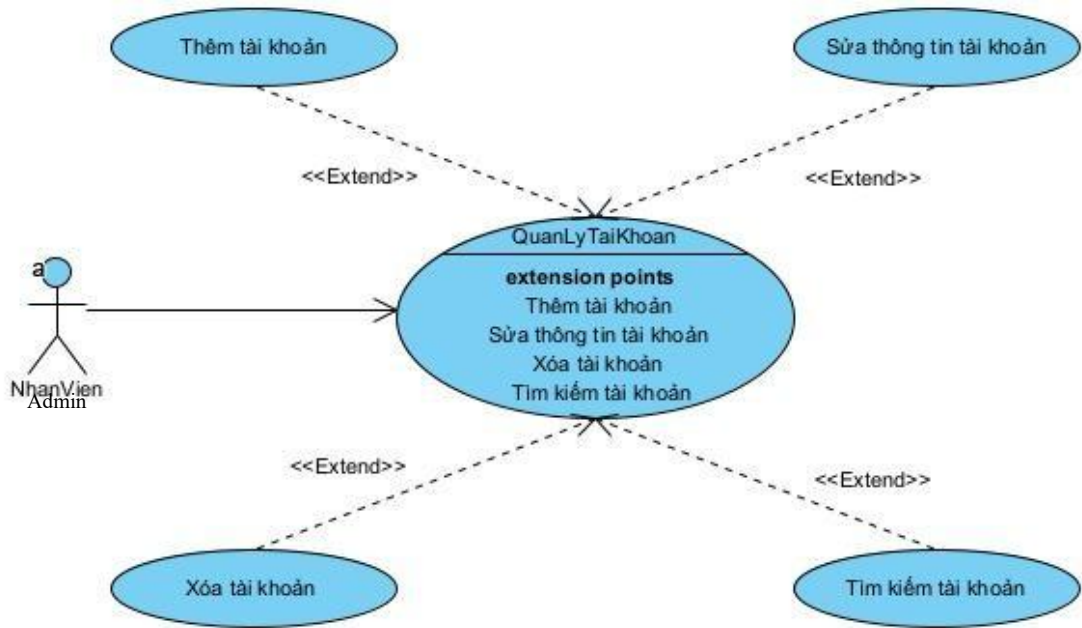 Thêm tài khoản
Sửa thông tin tài khoản
<<Extend>>
<<Extend>>
QuanLyTaiKhoan
extension points
Thêm tài khoản
Sửa thông tin tài khoản
Xóa tài khoản
Tìm kiếm tài khoản
a
NhanVien
Admin
<<Extend>>
<<Extend>>
Xóa tài khoản
Tìm kiếm tài khoản